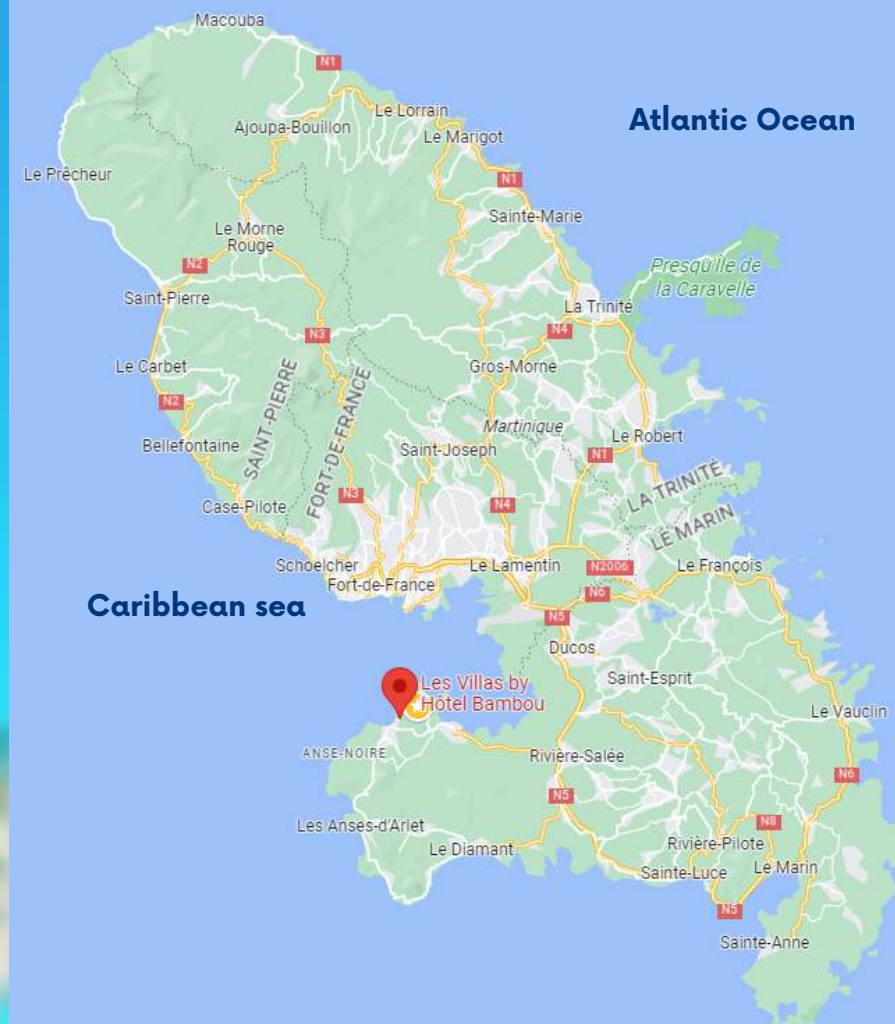 Macouba
N1
Le Lorrain
Atlantic Ocean
Ajoupa-Bouillon
Le Marigot
Le Prêcheur
N1
Sainte-Marie
Le Morne
Rouge
N2
Presqu'île de
la Caravelle
Saint-Pierre
La Trinité
N3
N4
Le Carbet
Gros-Morne
SAINT-PIERRE
FORT-DE-FRANCE
N2
Martinique
Le Robert
Bellefontaine
Saint-Joseph
N1
LA TRINITÉ
N3
N4
Case-Pilote
LE MARIN
Schoelcher
Le Lamentin
N2006
Le François
Fort-de-France
N6
Caribbean sea
N5
Ducos
Saint-Esprit
Les Villas by
Hôtel Bambou
Le Vauclin
ANSE-NOIRE
Rivière-Salée
N6
N5
Les Anses-d'Arlet
N8
Le Diamant
Rivière-Pilote
Sainte-Luce
Le Marin
N5
Sainte-Anne